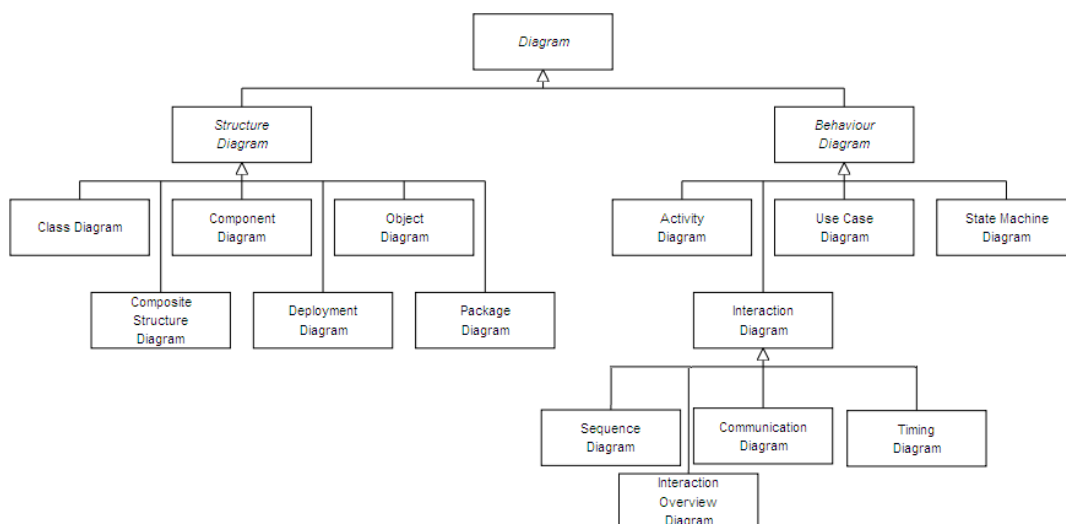 Diagram
Structure
Diagram
Behaviour
Diagram
Class Diagram
Component
Diagram
Object
Diagram
Activity
Diagram
Use Case
Diagram
State Machine
Diagram
Composite
Structure
Diagram
Deployment
Diagram
Package
Diagram
Interaction
Diagram
Sequence
Diagram
Communication
Diagram
Timing
Diagram
Interaction
Overview
Diagram